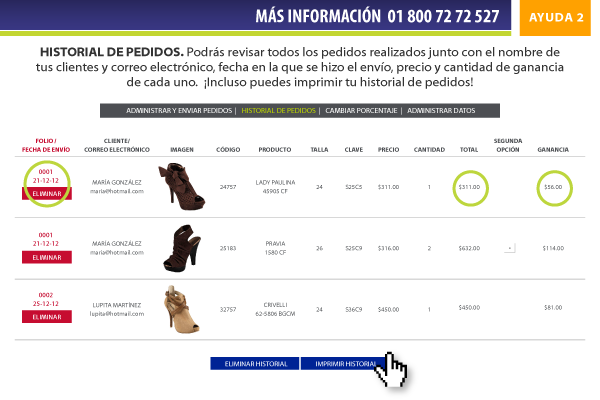 MÁS INFORMACIÓN 01 800 72 72 527
AYUDA 2
HISTORIAL DE PEDIDOS. Podrás revisar todos los pedidos realizados junto con el nombre de
tus clientes y correo electrónico, fecha en la que se hizo el envío, precio y cantidad de ganancia
de cada uno. ¡Incluso puedes imprimir tu historial de pedidos!
ADMINISTRAR Y ENVIAR PEDIDOS | HISTORIAL DE PEDIDOS | CAMBIAR PORCENTAJE | ADMINISTRAR DATOS
FOLIO / FECHA DE ENVÍO CLIENTE/ CORREO ELECTRÓNICO IMAGEN CÓDIGO PRODUCTO TALLA CLAVE PRECIO CANTIDAD TOTAL SEGUNDA OPCIÓN GANANCIA
0001
21-12-12
ELIMINAR
MARÍA GONZÁLEZ
maria@hotmail.com
24757
LADY PAULINA
45905 CF
24 S25C5 $311.00 1 $311.00 $56.00
0001
21-12-12
ELIMINAR
MARÍA GONZÁLEZ
maria@hotmail.com
25183
PRAVIA
1580 CF
26 S25C9 $316.00 2 $632.00 - $114.00
0002
25-12-12
ELIMINAR
LUPITA MARTÍNEZ
lupita@hotmail.com
32757
CRIVELLI
62-5806 BGCM
24 S36C9 $450.00 1 $450.00 $81.00
ELIMINAR HISTORIAL
IMPRIMIR HISTORIAL